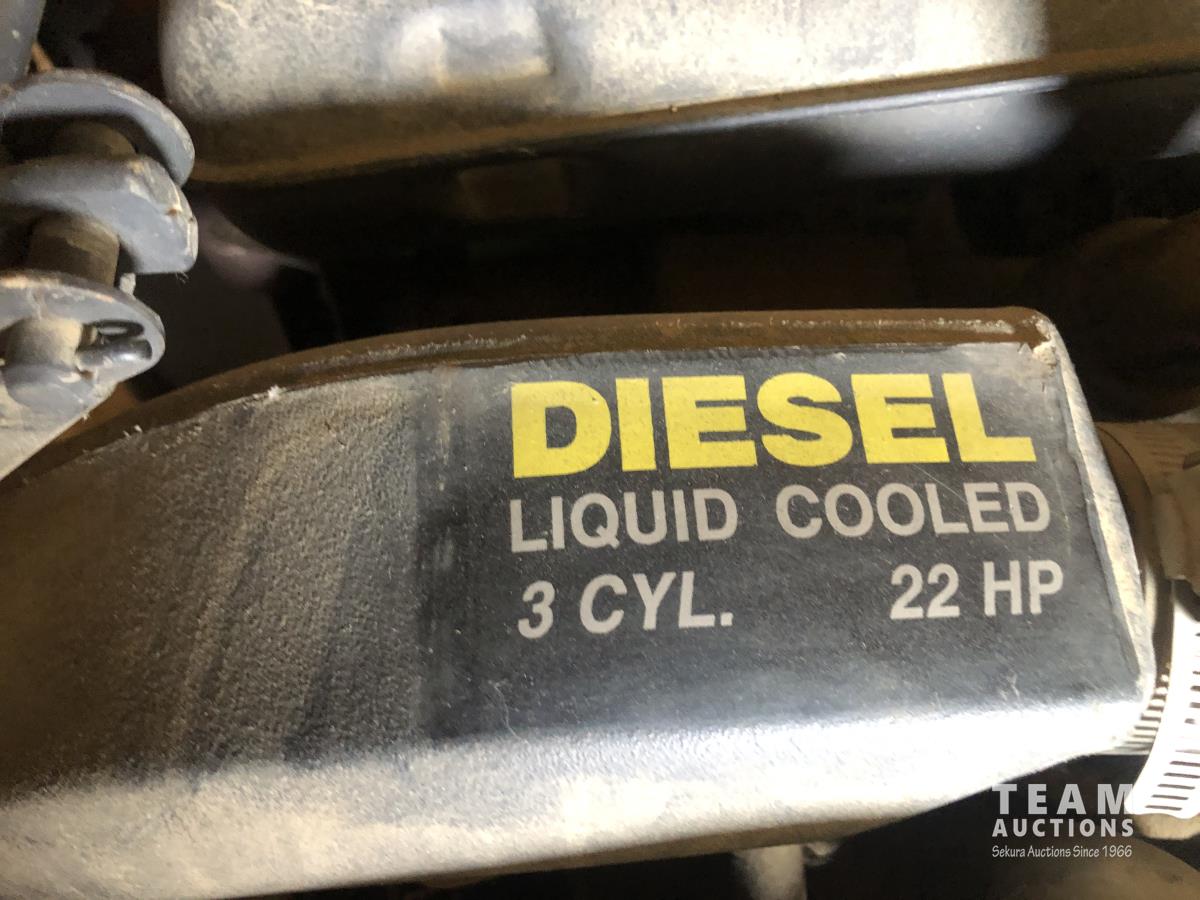 DIESEL
LIQUID COOLED
3 CYL. 22 HP
TEAM
AUCTIONS
Sekura Auctions Since 1966